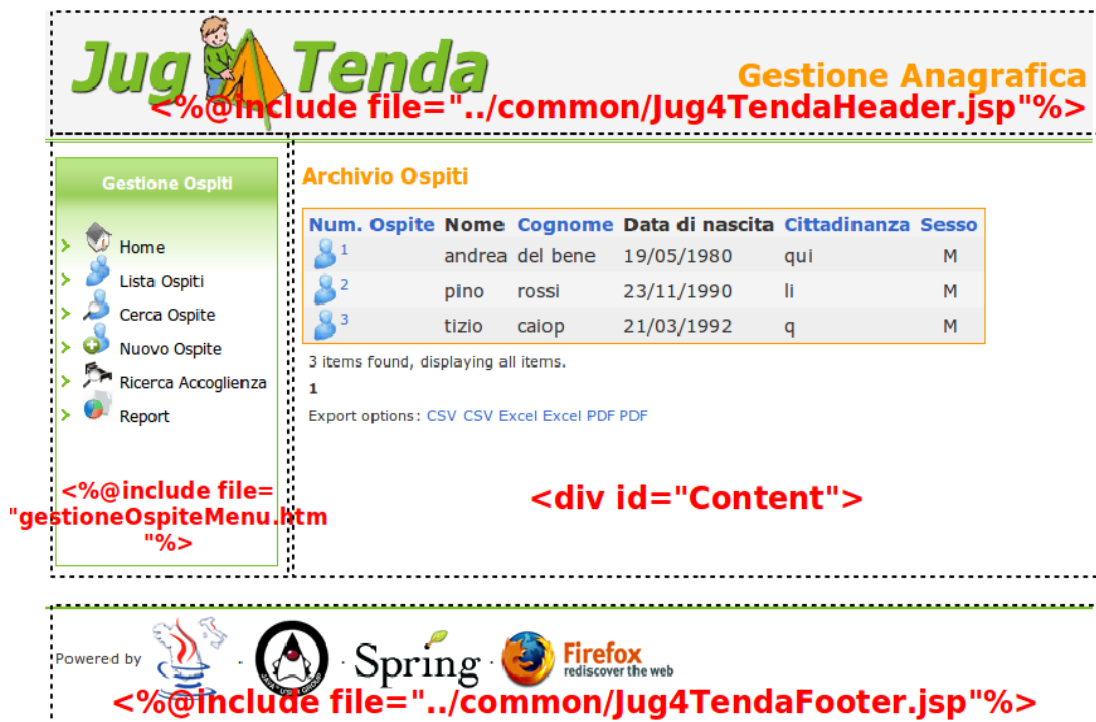 Jug Tenda
Gestione Anagrafica
<%@include file="../common/Jug4TendaHeader.jsp"%>
Gestione Ospiti
Home
Lista Ospiti
Cerca Ospite
Nuovo Ospite
Ricerca Accoglienza
Report
<%@include file=
"gestioneOspiteMenu.htm
"%>
Archivio Ospiti
Num. Ospite Nome Cognome Data di nascita Cittadinanza Sesso
1 andrea del bene 19/05/1980 qui M
2 pino rossi 23/11/1990 li M
3 tizio caiop 21/03/1992 q M
3 items found, displaying all items.
1
Export options: CSV CSV Excel Excel PDF PDF
<div id="Content">
Powered by
JAVA USER GROUP
Spring
Firefox
rediscover the web
<%@include file="../common/Jug4TendaFooter.jsp"%>